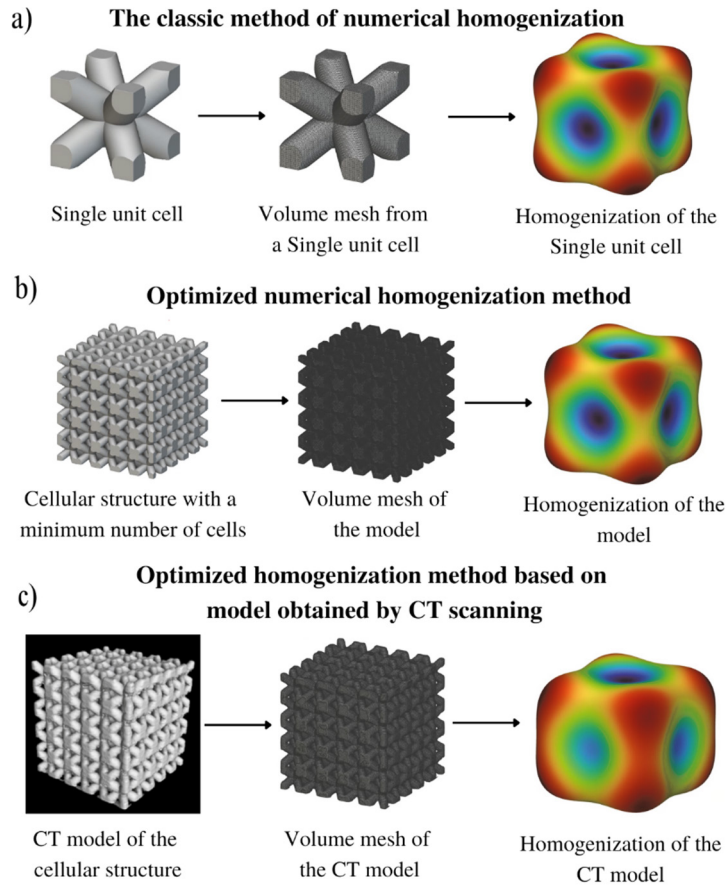 a)
The classic method of numerical homogenization
Single unit cell
Volume mesh from
a Single unit cell
Homogenization of the
Single unit cell
b)
Optimized numerical homogenization method
Cellular structure with a
minimum number of cells
Volume mesh of
the model
Homogenization of the
model
c)
Optimized homogenization method based on
model obtained by CT scanning
CT model of the
cellular structure
Volume mesh of
the CT model
Homogenization of the
CT model